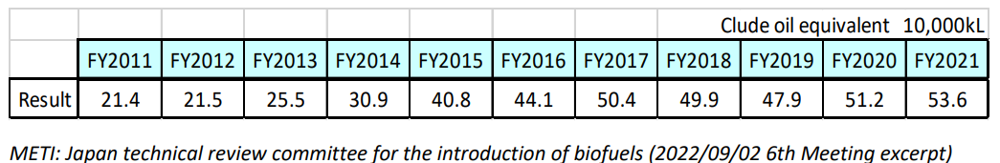 Clude oil equivalent 10,000kL
FY2011 FY2012 FY2013 FY2014 FY2015 FY2016 FY2017 FY2018 FY2019 FY2020 FY2021
Result 21.4 21.5 25.5 30.9 40.8 44.1 50.4 49.9 47.9 51.2 53.6
METI: Japan technical review committee for the introduction of biofuels (2022/09/02 6th Meeting excerpt)